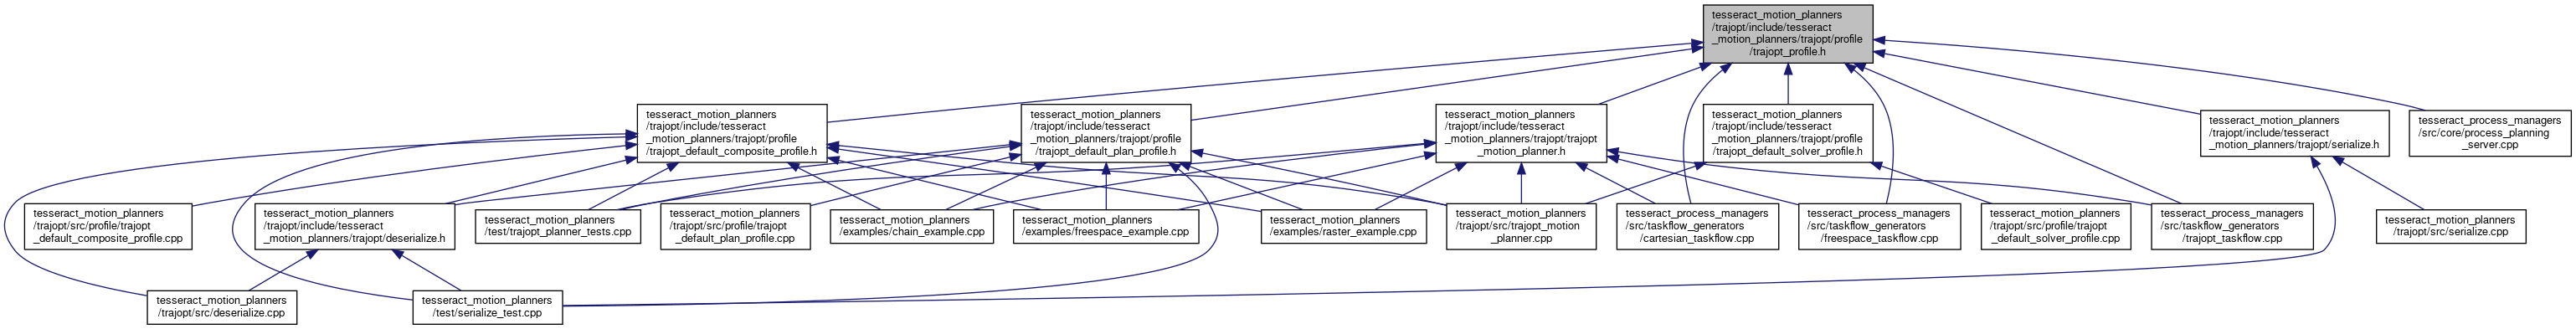 tesseract_motion_planners
/trajopt/include/tesseract
_motion_planners/trajopt/profile
/trajopt_profile.h
tesseract_motion_planners
/trajopt/include/tesseract
_motion_planners/trajopt/profile
/trajopt_default_composite_profile.h
tesseract_motion_planners
/trajopt/include/tesseract
_motion_planners/trajopt/profile
/trajopt_default_plan_profile.h
tesseract_motion_planners
/trajopt/include/tesseract
_motion_planners/trajopt/trajopt
_motion_planner.h
tesseract_motion_planners
/trajopt/include/tesseract
_motion_planners/trajopt/profile
/trajopt_default_solver_profile.h
tesseract_motion_planners
/trajopt/include/tesseract
_motion_planners/trajopt/serialize.h
tesseract_process_managers
/src/core/process_planning
_server.cpp
tesseract_motion_planners
/trajopt/src/profile/trajopt
_default_composite_profile.cpp
tesseract_motion_planners
/trajopt/include/tesseract
_motion_planners/trajopt/deserialize.h
tesseract_motion_planners
/test/trajopt_planner_tests.cpp
tesseract_motion_planners
/trajopt/src/profile/trajopt
_default_plan_profile.cpp
tesseract_motion_planners
/examples/chain_example.cpp
tesseract_motion_planners
/examples/freespace_example.cpp
tesseract_motion_planners
/examples/raster_example.cpp
tesseract_motion_planners
/trajopt/src/trajopt_motion
_planner.cpp
tesseract_process_managers
/src/taskflow_generators
/cartesian_taskflow.cpp
tesseract_process_managers
/src/taskflow_generators
/freespace_taskflow.cpp
tesseract_motion_planners
/trajopt/src/profile/trajopt
_default_solver_profile.cpp
tesseract_process_managers
/src/taskflow_generators
/trajopt_taskflow.cpp
tesseract_motion_planners
/trajopt/src/serialize.cpp
tesseract_motion_planners
/trajopt/src/deserialize.cpp
tesseract_motion_planners
/test/serialize_test.cpp